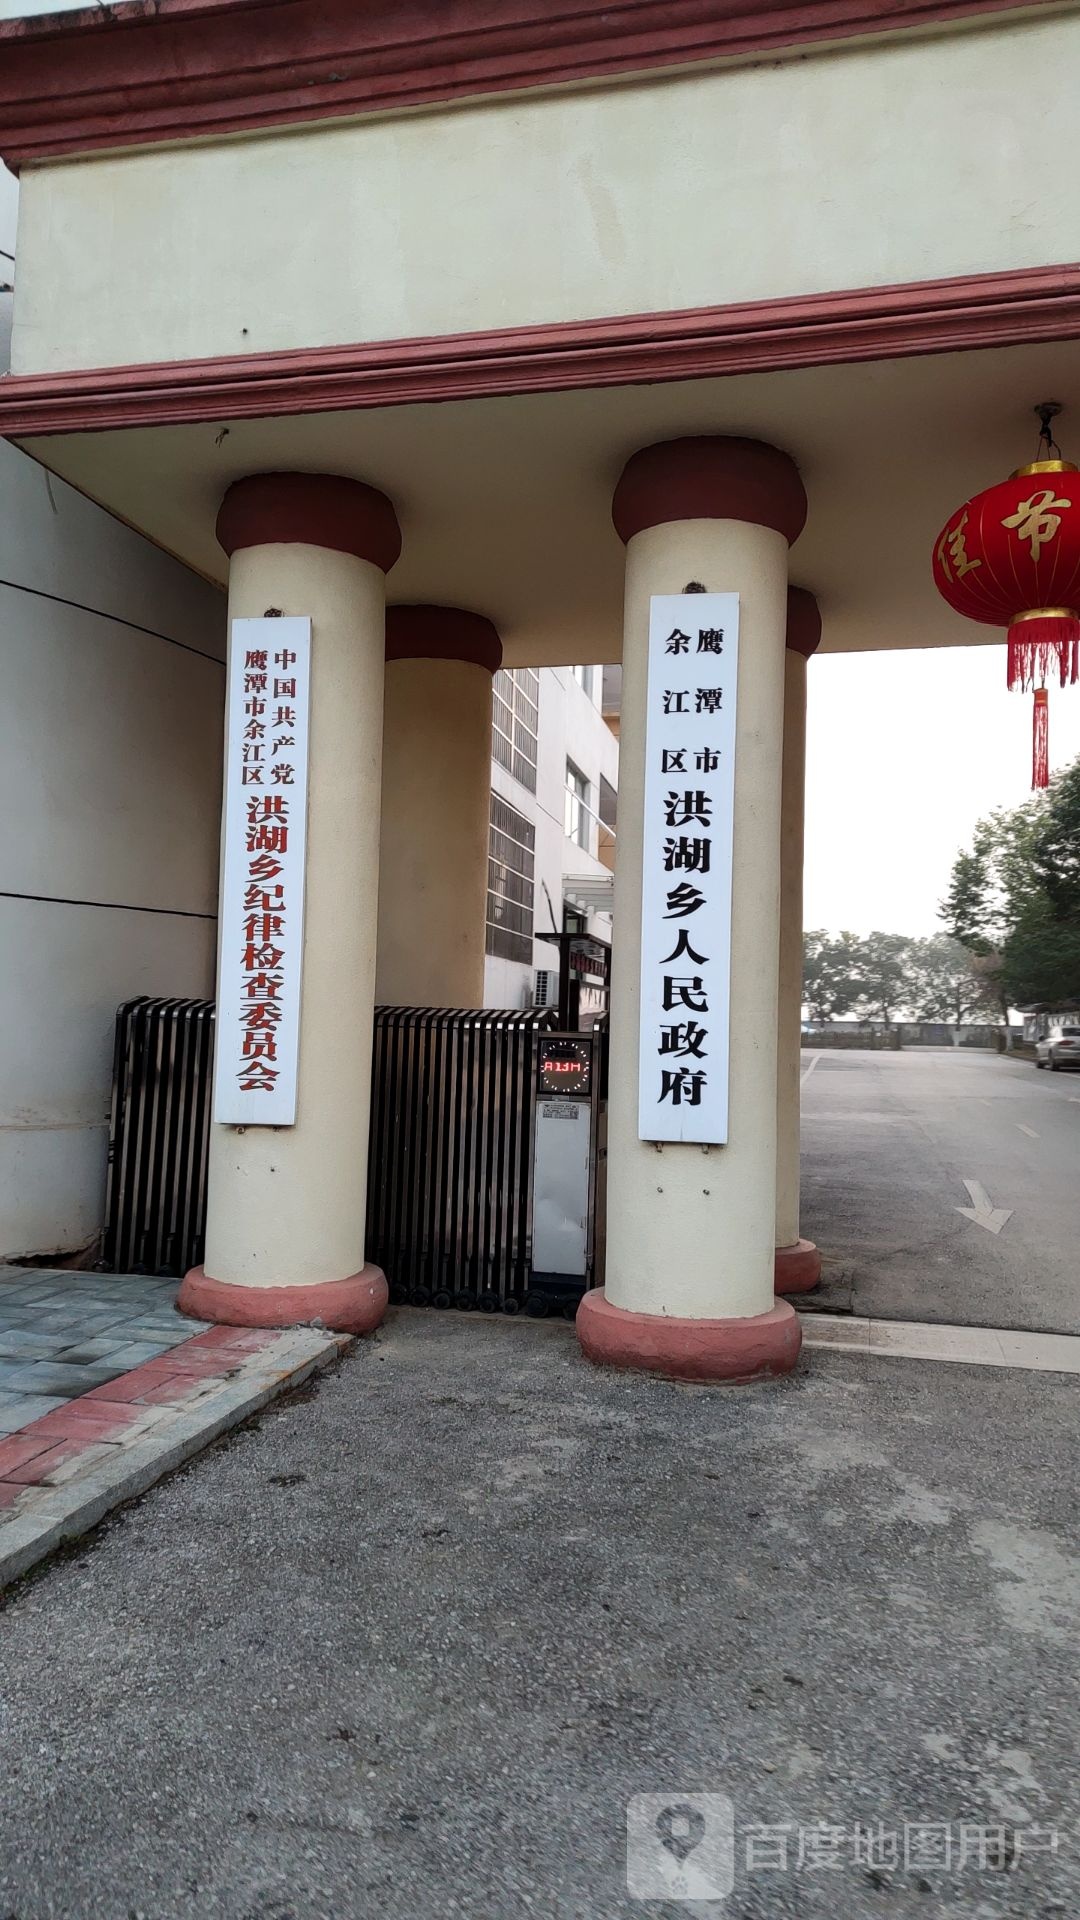 中国共产党
鹰潭市余江区
洪湖乡纪律检查委员会
鹰潭市
余江区
洪湖乡人民政府
佳节
百度地图用户